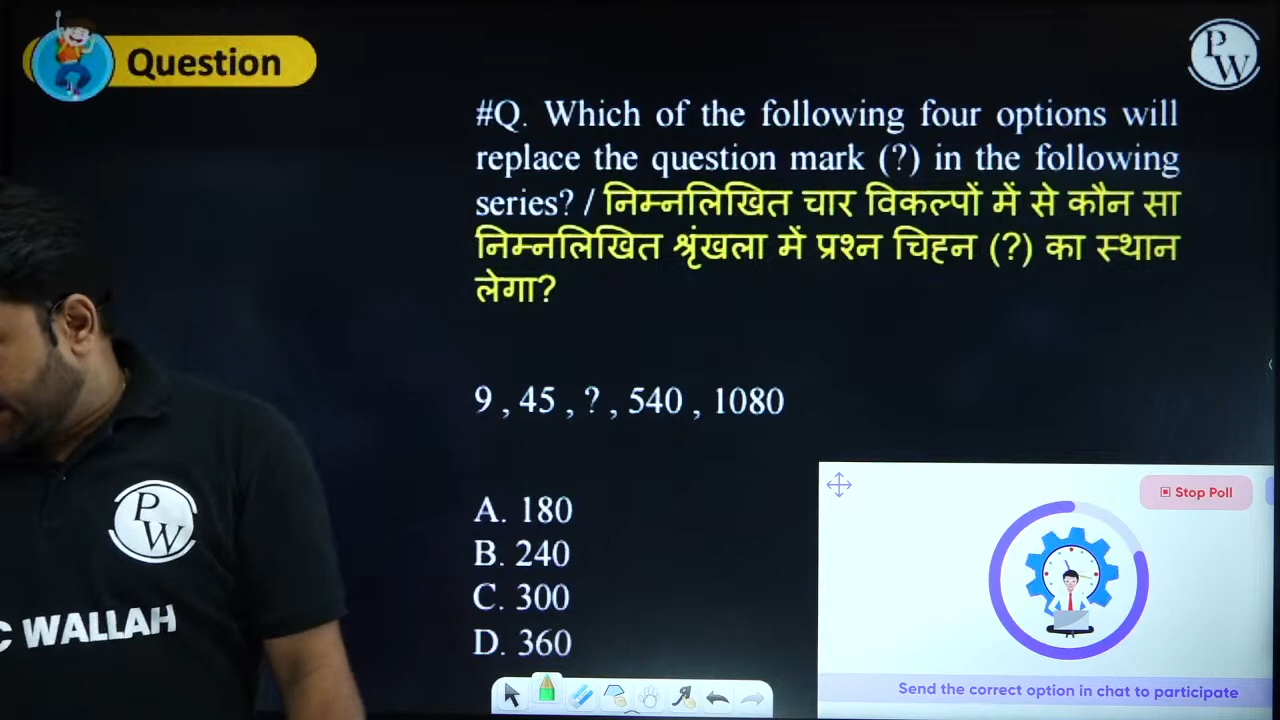 Question
PW
#Q. Which of the following four options will
replace the question mark (?) in the following
series? / निम्नलिखित चार विकल्पों में से कौन सा
निम्नलिखित श्रृंखला में प्रश्न चिह्न (?) का स्थान
लेगा?
9 , 45 , ? , 540 , 1080
A. 180
B. 240
C. 300
D. 360
PW
C WALLAH
Stop Poll
Send the correct option in chat to participate